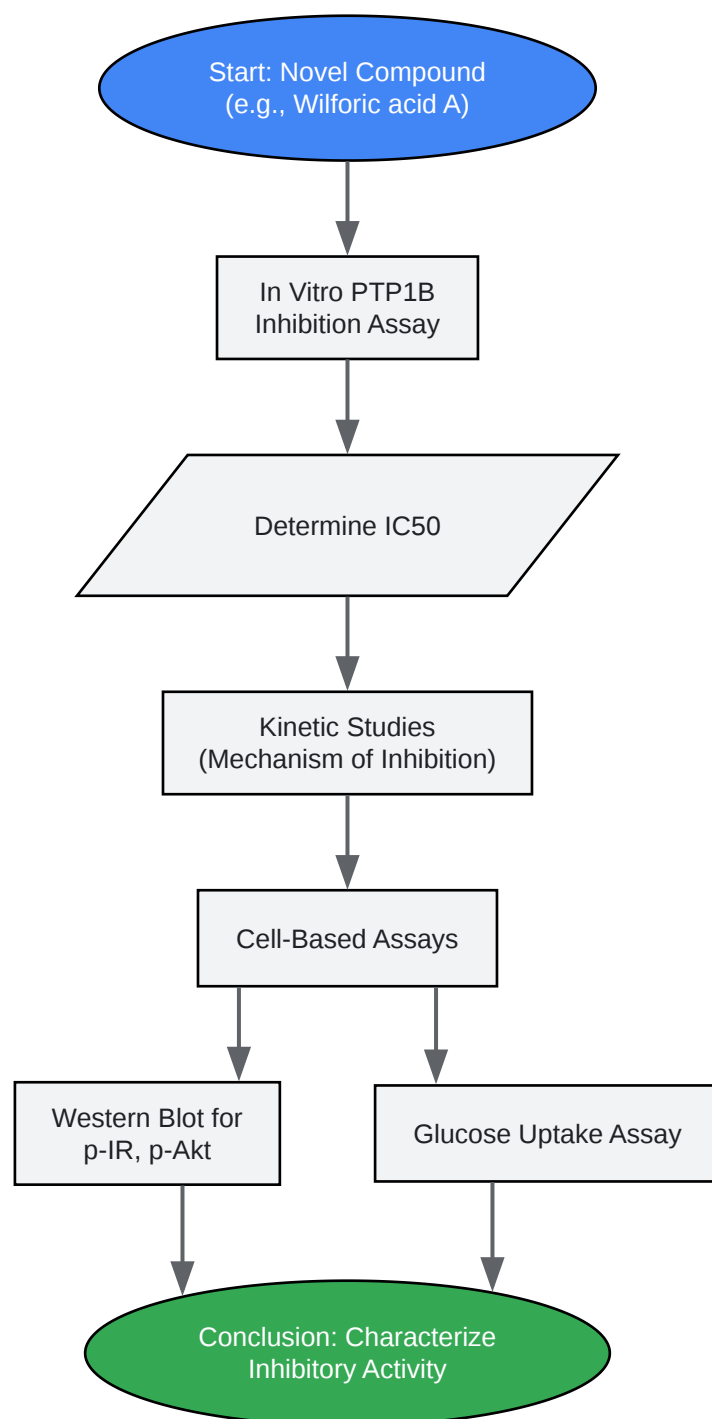 Start: Novel Compound
(e.g., Wilforic acid A)
In Vitro PTP1B
Inhibition Assay
Determine IC50
Kinetic Studies
(Mechanism of Inhibition)
Cell-Based Assays
Western Blot for
p-IR, p-Akt
Glucose Uptake Assay
Conclusion: Characterize
Inhibitory Activity